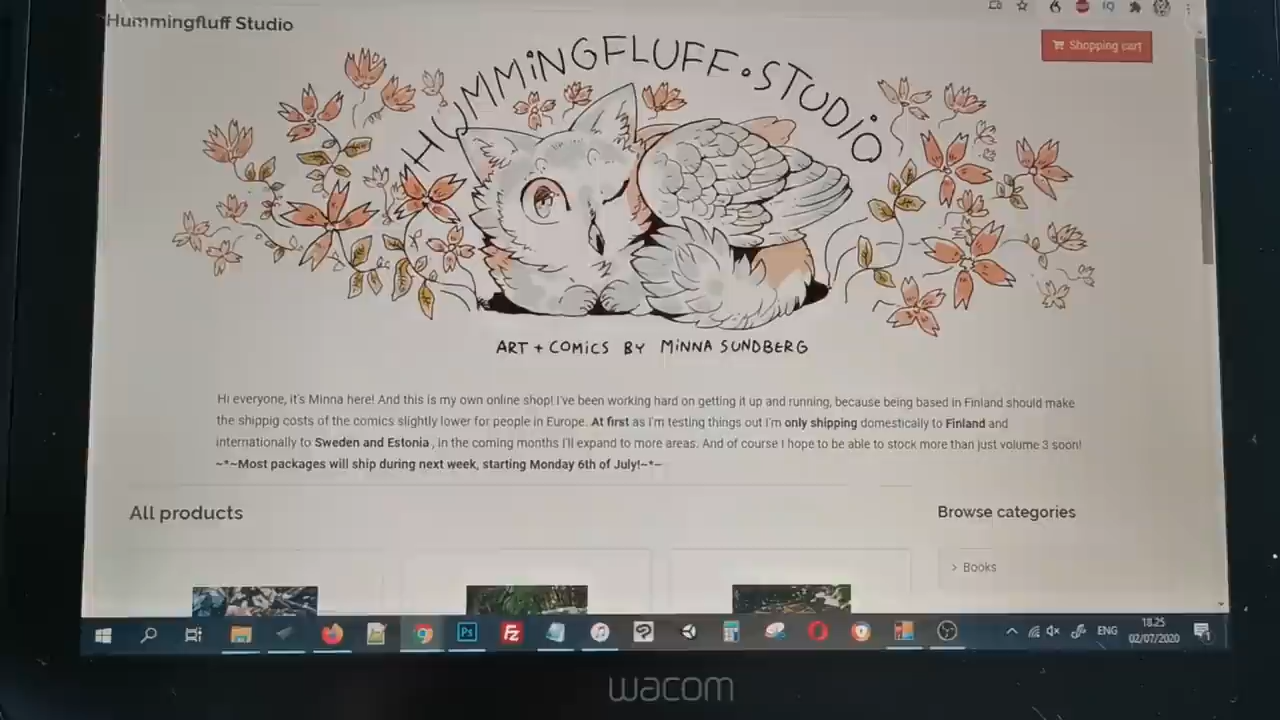 Hummingfluff Studio
Shopping cart
HUMMiNGFLUFF•STUDiO
ART + COMiCS BY MiNNA SUNDBERG
Hi everyone, it's Minna here! And this is my own online shop! I've been working hard on getting it up and running, because being based in Finland should make
the shippig costs of the comics slightly lower for people in Europe. At first as I'm testing things out I'm only shipping domestically to Finland and
internationally to Sweden and Estonia , in the coming months I'll expand to more areas. And of course I hope to be able to stock more than just volume 3 soon!
~*~Most packages will ship during next week, starting Monday 6th of July!~*~
All products
Browse categories
> Books
Ps
Fz
ENG
18.25
02/07/2020
wacom